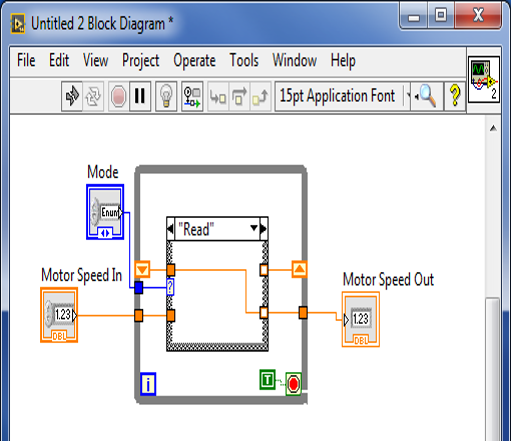 Untitled 2 Block Diagram *
File Edit View Project Operate Tools Window Help
15pt Application Font
2
Mode
Enum
"Read"
?
Motor Speed In
1.23
DBL
Motor Speed Out
1.23
DBL
i
T